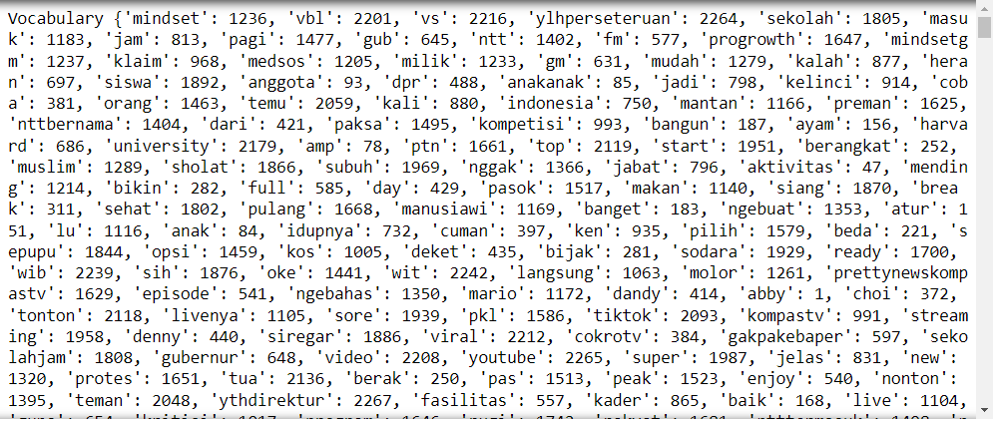 Vocabulary {'mindset': 1236, 'vbl': 2201, 'vs': 2216, 'ylhperseteruan': 2264, 'sekolah': 1805, 'masu
k': 1183, 'jam': 813, 'pagi': 1477, 'gub': 645, 'ntt': 1402, 'fm': 577, 'progrowth': 1647, 'mindsetg
m': 1237, 'klaim': 968, 'medsos': 1205, 'milik': 1233, 'gm': 631, 'mudah': 1279, 'kalah': 877, 'hera
n': 697, 'siswa': 1892, 'anggota': 93, 'dpr': 488, 'anakanak': 85, 'jadi': 798, 'kelinci': 914, 'cob
a': 381, 'orang': 1463, 'temu': 2059, 'kali': 880, 'indonesia': 750, 'mantan': 1166, 'preman': 1625,
'nttbernama': 1404, 'dari': 421, 'paksa': 1495, 'kompetisi': 993, 'bangun': 187, 'ayam': 156, 'harva
rd': 686, 'university': 2179, 'amp': 78, 'ptn': 1661, 'top': 2119, 'start': 1951, 'berangkat': 252,
'muslim': 1289, 'sholat': 1866, 'subuh': 1969, 'nggak': 1366, 'jabat': 796, 'aktivitas': 47, 'mendin
g': 1214, 'bikin': 282, 'full': 585, 'day': 429, 'pasok': 1517, 'makan': 1140, 'siang': 1870, 'brea
k': 311, 'sehat': 1802, 'pulang': 1668, 'manusiawi': 1169, 'banget': 183, 'ngebuat': 1353, 'atur': 1
51, 'lu': 1116, 'anak': 84, 'idupnya': 732, 'cuman': 397, 'ken': 935, 'pilih': 1579, 'beda': 221, 's
epupu': 1844, 'opsi': 1459, 'kos': 1005, 'deket': 435, 'bijak': 281, 'sodara': 1929, 'ready': 1700,
'wib': 2239, 'sih': 1876, 'oke': 1441, 'wit': 2242, 'langsung': 1063, 'molor': 1261, 'prettynewskomp
astv': 1629, 'episode': 541, 'ngebahas': 1350, 'mario': 1172, 'dandy': 414, 'abby': 1, 'choi': 372,
'tonton': 2118, 'livenya': 1105, 'sore': 1939, 'pkl': 1586, 'tiktok': 2093, 'kompastv': 991, 'stream
ing': 1958, 'denny': 440, 'siregar': 1886, 'viral': 2212, 'cokrotv': 384, 'gakpakebaper': 597, 'seko
lahjam': 1808, 'gubernur': 648, 'video': 2208, 'youtube': 2265, 'super': 1987, 'jelas': 831, 'new':
1320, 'protes': 1651, 'tua': 2136, 'berak': 250, 'pas': 1513, 'peak': 1523, 'enjoy': 540, 'nonton':
1395, 'teman': 2048, 'ythdirektur': 2267, 'fasilitas': 557, 'kader': 865, 'baik': 168, 'live': 1104,